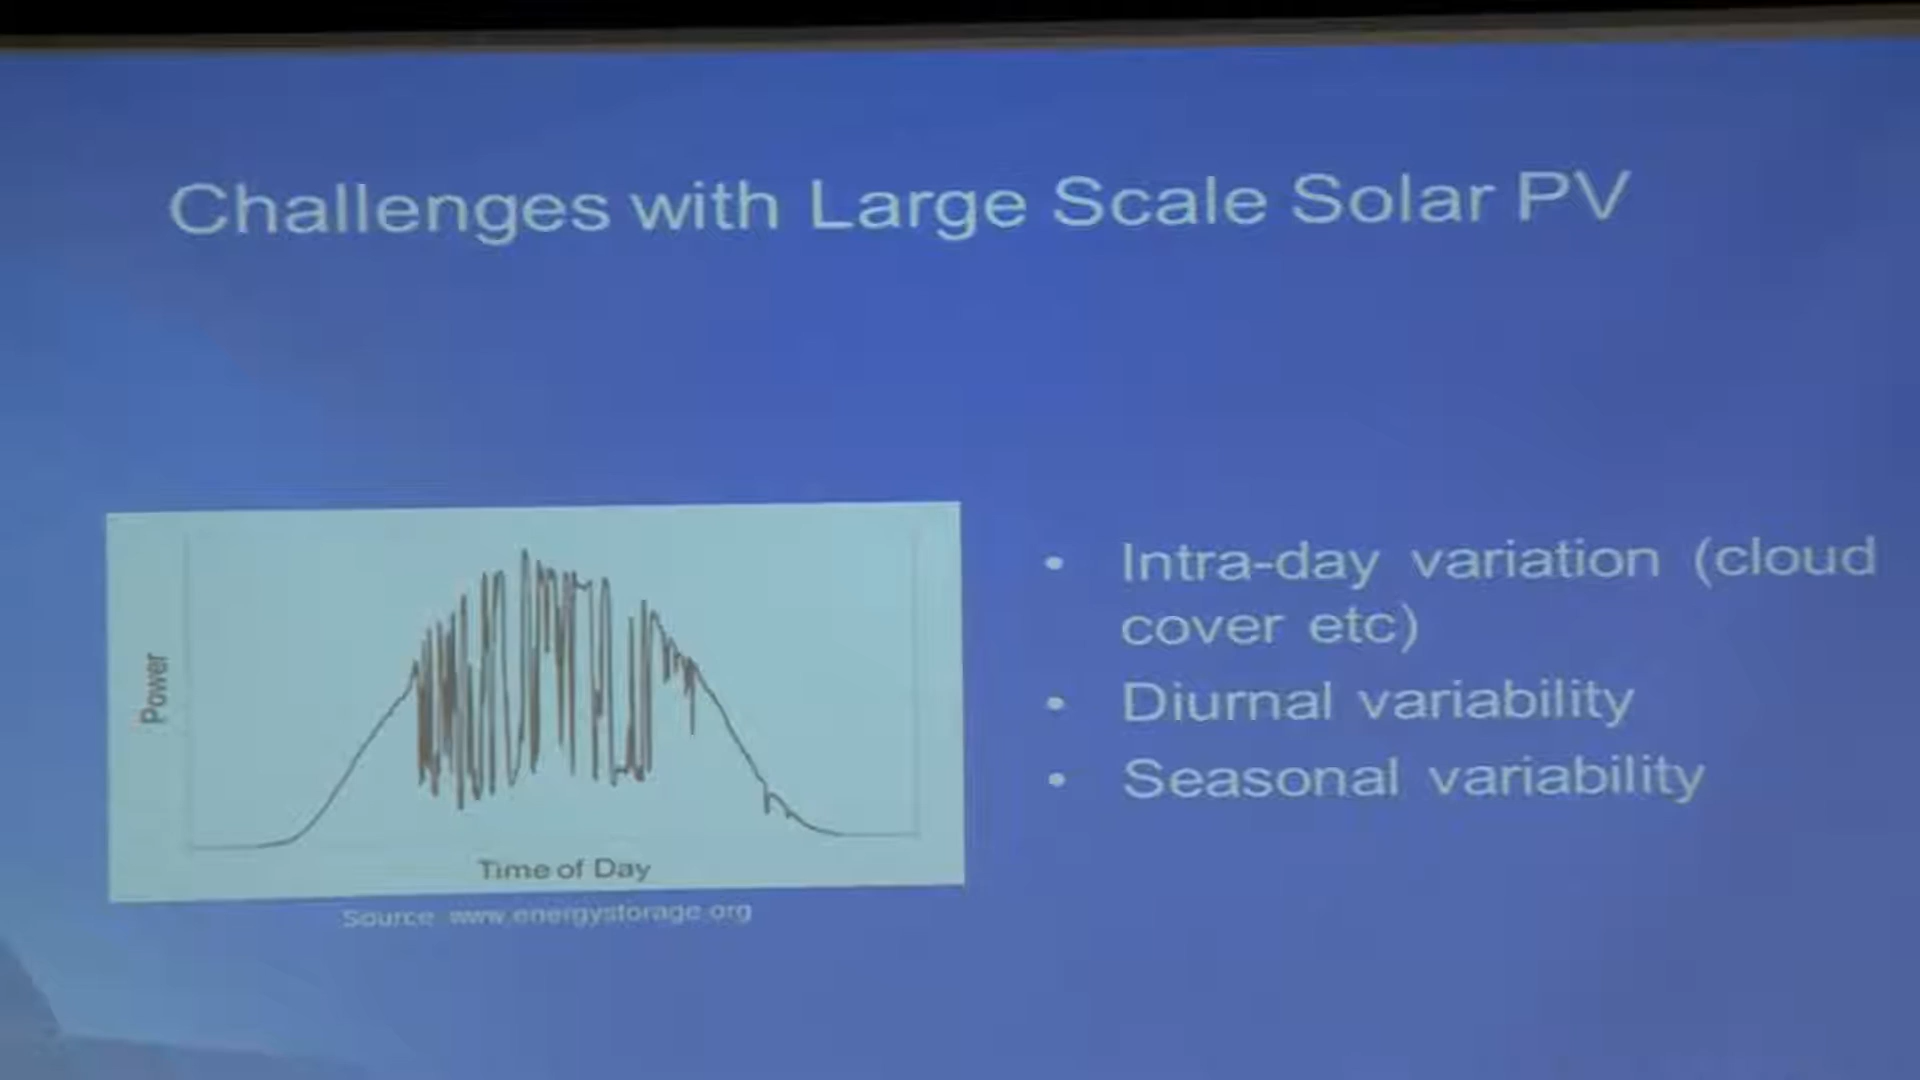 Challenges with Large Scale Solar PV
Power
Time of Day
Source www.energystorage.org
• Intra-day variation (cloud
cover etc)
• Diurnal variability
• Seasonal variability